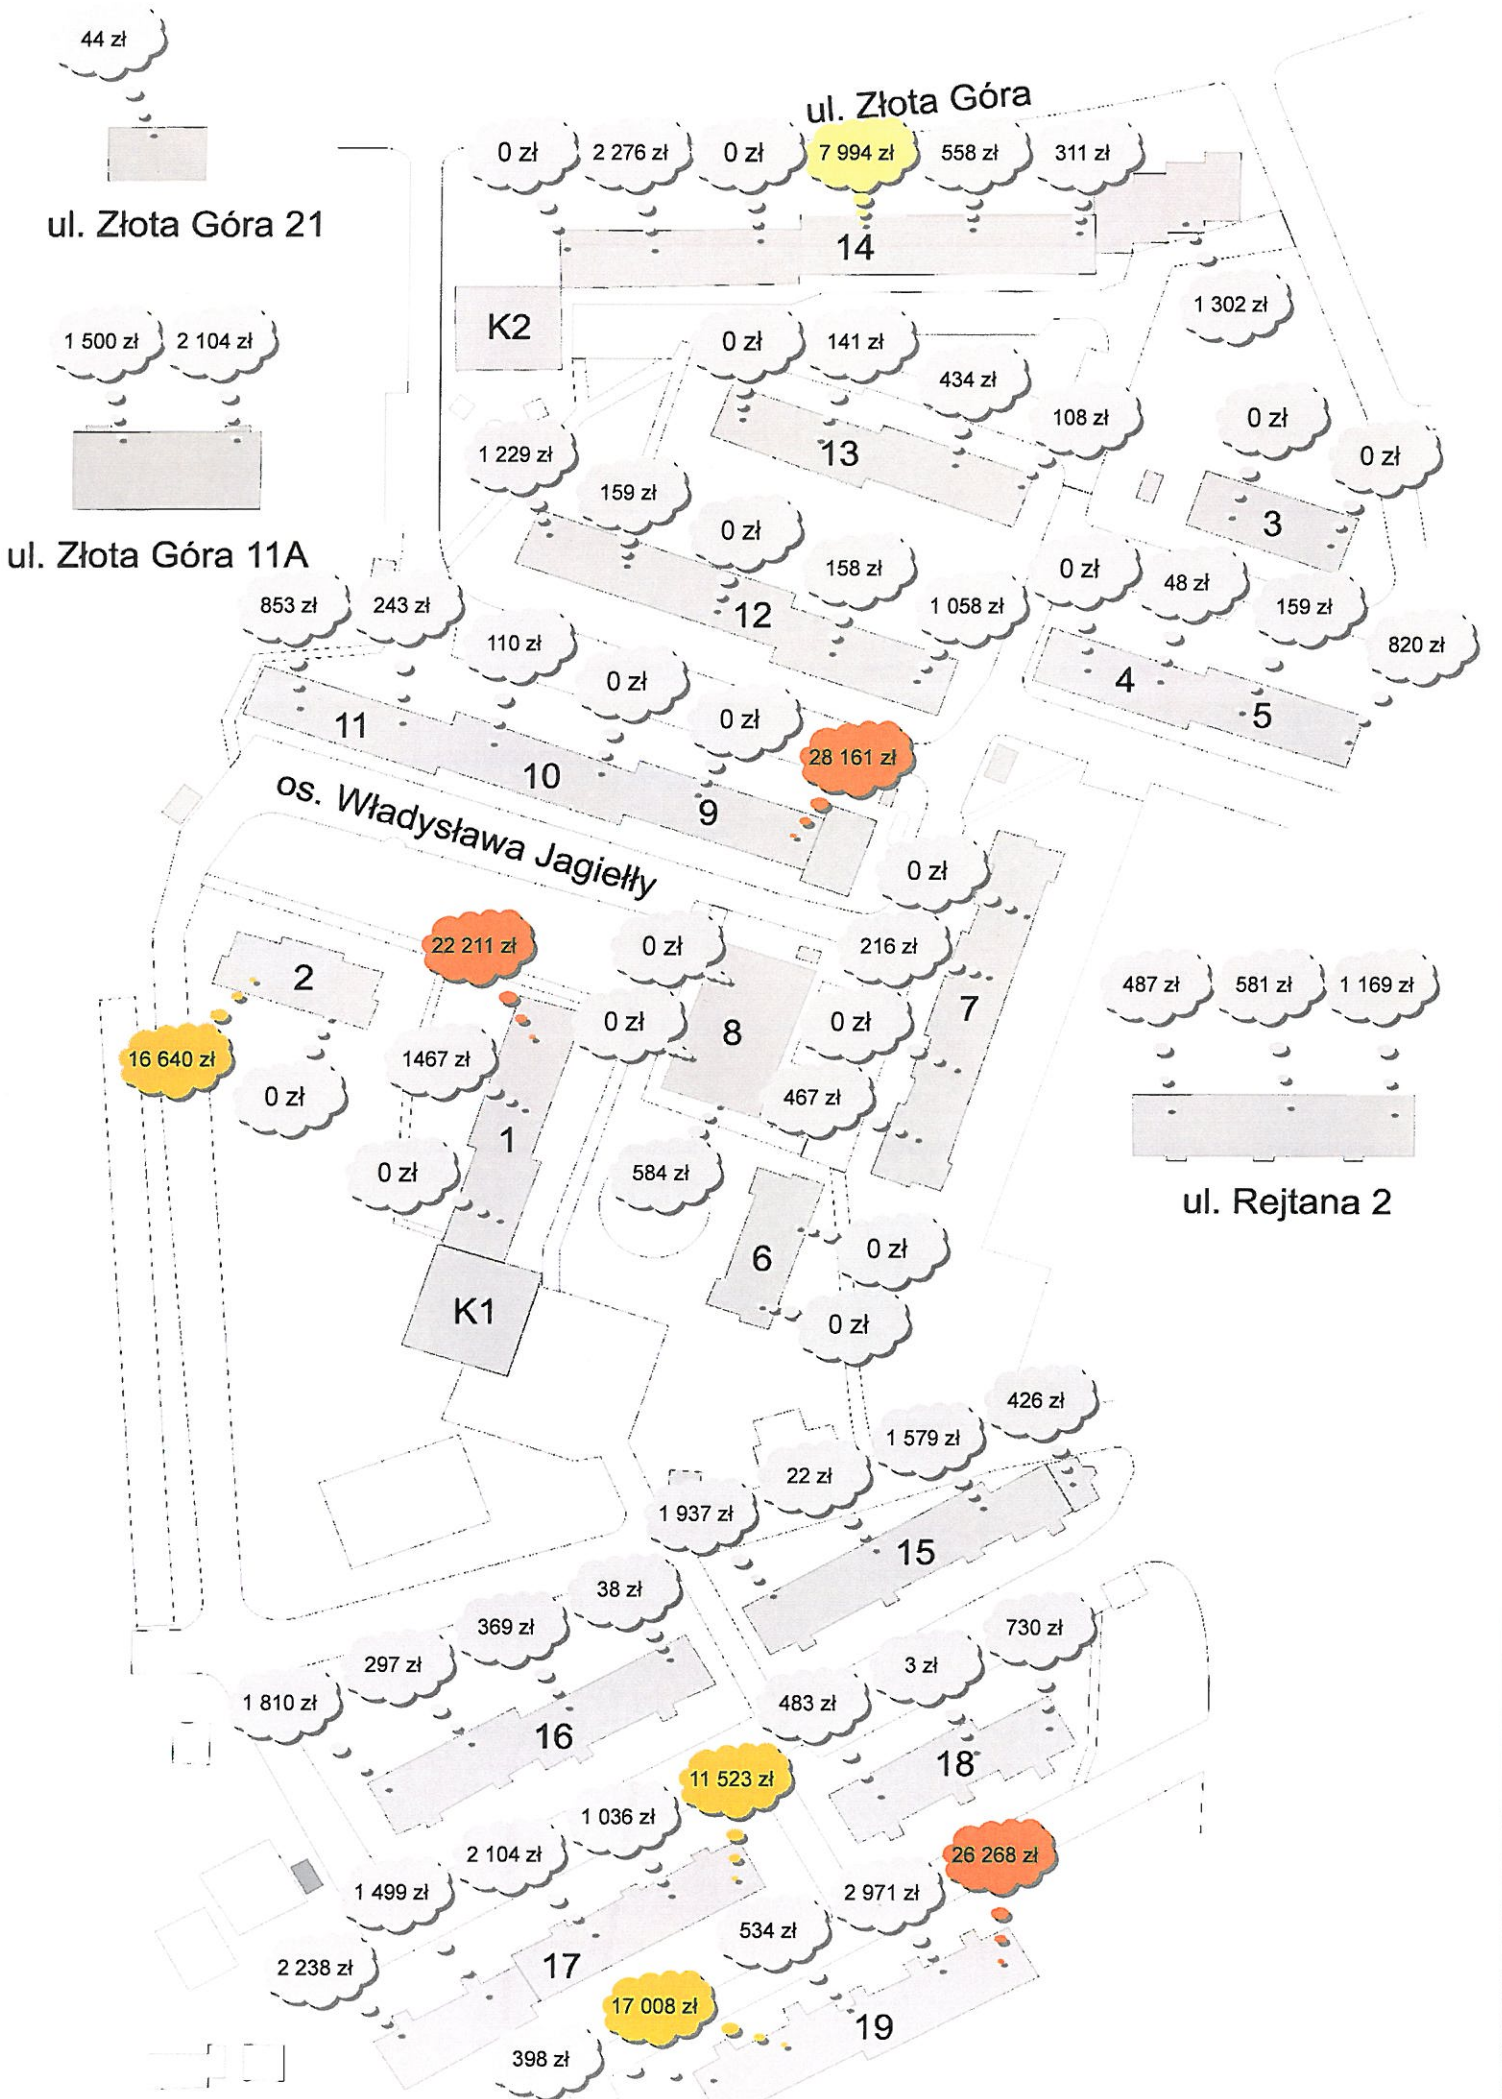 44 zł
ul. Złota Góra
0 zł
2 276 zł
0 zł
7 994 zł
558 zł
311 zł
ul. Złota Góra 21
14
1 302 zł
K2
1 500 zł
2 104 zł
0 zł
141 zł
434 zł
108 zł
0 zł
0 zł
13
1 229 zł
159 zł
0 zł
158 zł
1 058 zł
3
ul. Złota Góra 11A
0 zł
48 zł
159 zł
820 zł
12
853 zł
243 zł
110 zł
0 zł
0 zł
28 161 zł
4
5
11
10
9
os. Władysława Jagiełły
0 zł
22 211 zł
0 zł
216 zł
2
7
487 zł
581 zł
1 169 zł
0 zł
8
0 zł
16 640 zł
1467 zł
0 zł
467 zł
1
0 zł
584 zł
ul. Rejtana 2
6
0 zł
K1
0 zł
426 zł
1 579 zł
22 zł
1 937 zł
15
38 zł
369 zł
297 zł
1 810 zł
730 zł
3 zł
483 zł
16
18
11 523 zł
1 036 zł
2 104 zł
1 499 zł
2 238 zł
26 268 zł
2 971 zł
534 zł
17
17 008 zł
398 zł
19